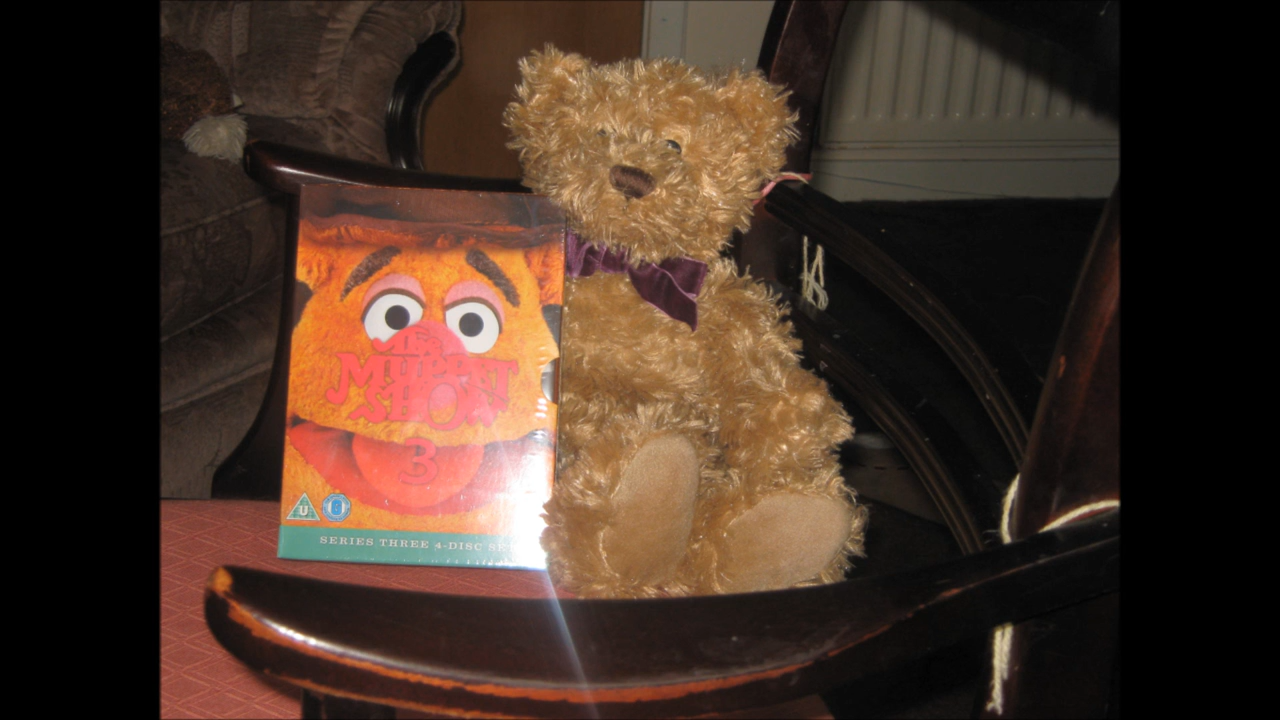 THE
MUPPET
SHOW
3
U
U
SERIES THREE 4-DISC SE